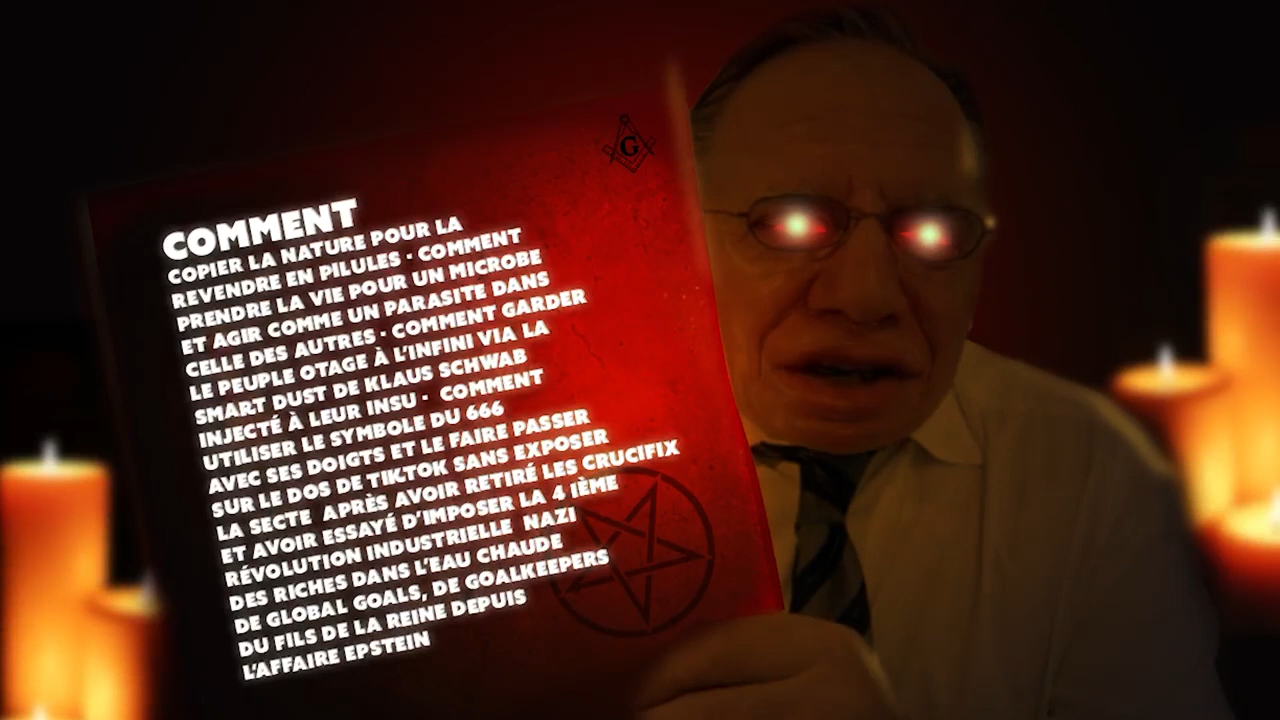 G
COMMENT
COPIER LA NATURE POUR LA
REVENDRE EN PILULES · COMMENT
PRENDRE LA VIE POUR UN MICROBE
ET AGIR COMME UN PARASITE DANS
CELLE DES AUTRES · COMMENT GARDER
LE PEUPLE OTAGE À L'INFINI VIA LA
SMART DUST DE KLAUS SCHWAB
INJECTÉ À LEUR INSU · COMMENT
UTILISER LE SYMBOLE DU 666
AVEC SES DOIGTS ET LE FAIRE PASSER
SUR LE DOS DE TIKTOK SANS EXPOSER
LA SECTE APRÈS AVOIR RETIRÉ LES CRUCIFIX
ET AVOIR ESSAYÉ D'IMPOSER LA 4 IÈME
RÉVOLUTION INDUSTRIELLE NAZI
DES RICHES DANS L'EAU CHAUDE
DE GLOBAL GOALS, DE GOALKEEPERS
DU FILS DE LA REINE DEPUIS
L'AFFAIRE EPSTEIN